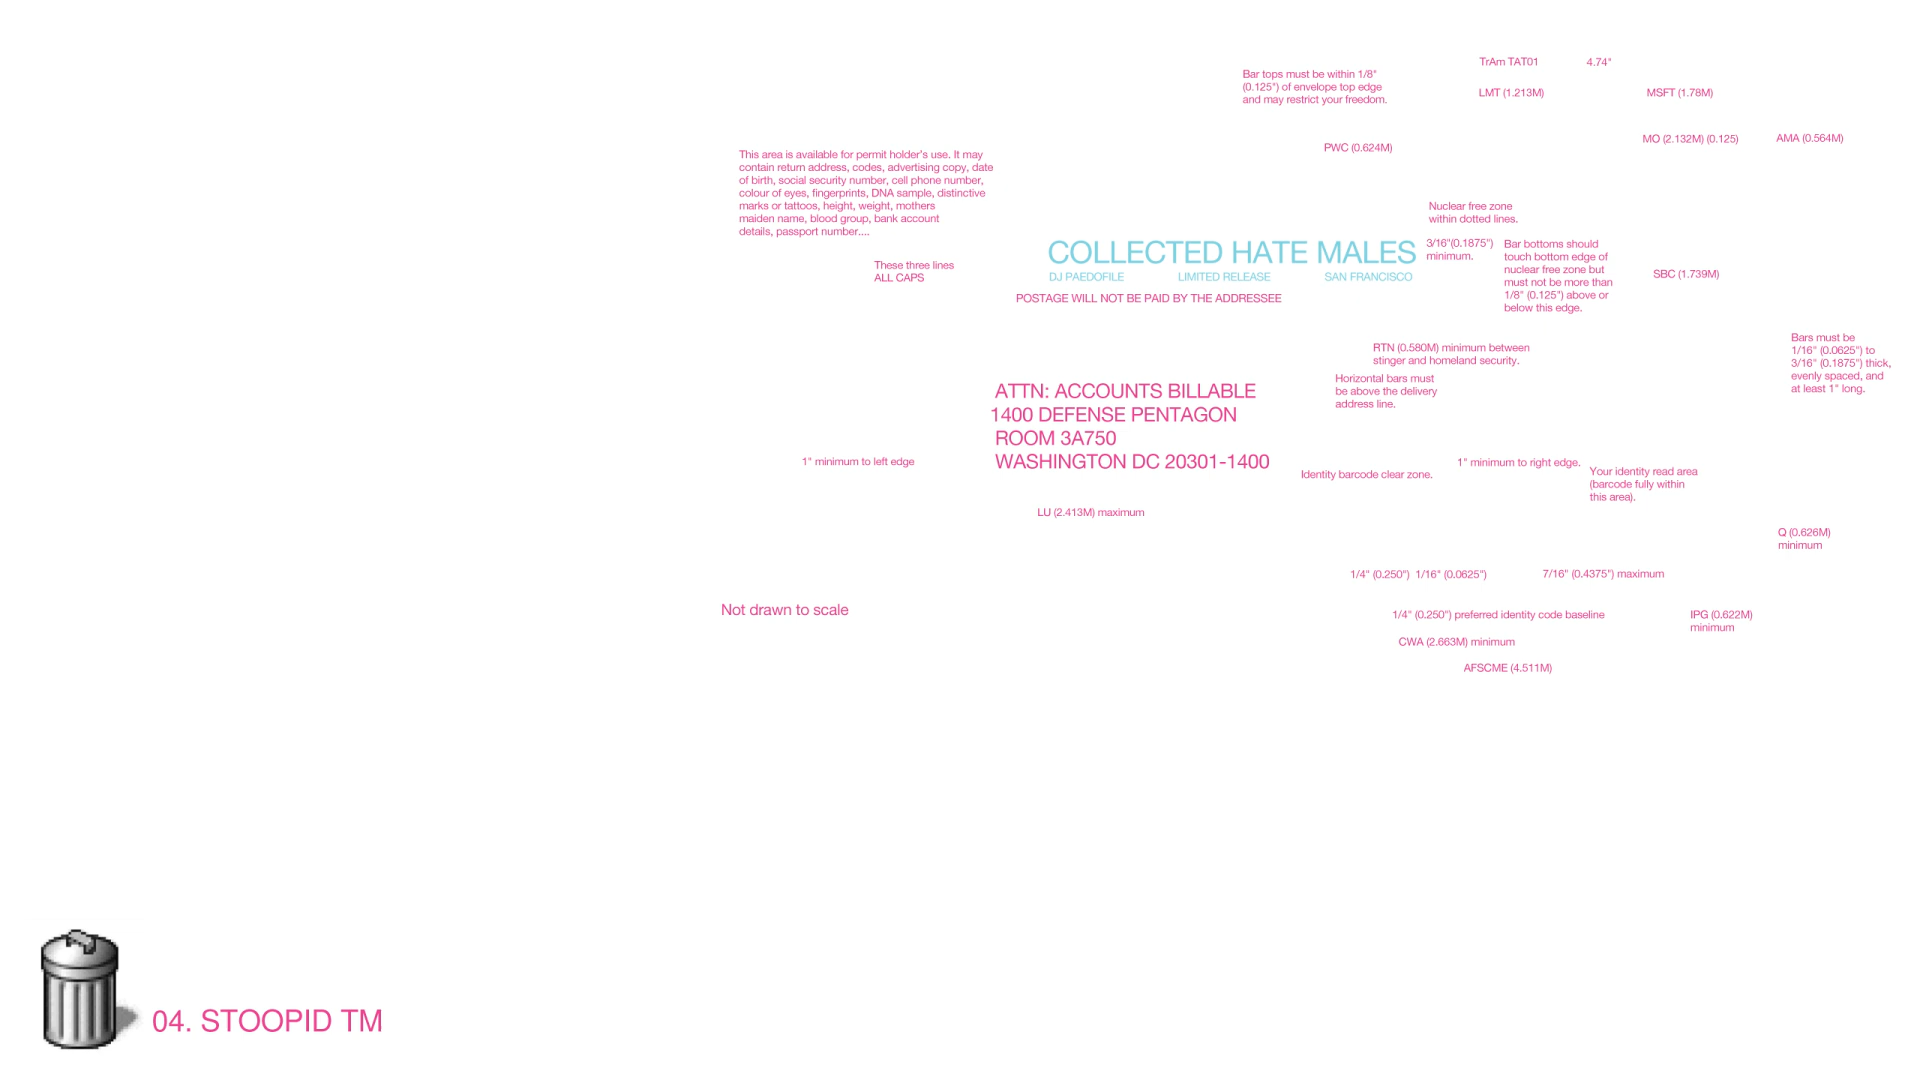 TrAm TAT01
4.74"
Bar tops must be within 1/8"
(0.125") of envelope top edge
and may restrict your freedom.
LMT (1.213M)
MSFT (1.78M)
MO (2.132M) (0.125)
AMA (0.564M)
PWC (0.624M)
This area is available for permit holder's use. It may
contain return address, codes, advertising copy, date
of birth, social security number, cell phone number,
colour of eyes, fingerprints, DNA sample, distinctive
marks or tattoos, height, weight, mothers
maiden name, blood group, bank account
details, passport number....
Nuclear free zone
within dotted lines.
COLLECTED HATE MALES
DJ PAEDOFILE
LIMITED RELEASE
SAN FRANCISCO
3/16"(0.1875")
minimum.
Bar bottoms should
touch bottom edge of
nuclear free zone but
must not be more than
1/8" (0.125") above or
below this edge.
These three lines
ALL CAPS
SBC (1.739M)
POSTAGE WILL NOT BE PAID BY THE ADDRESSEE
Bars must be
1/16" (0.0625") to
3/16" (0.1875") thick,
evenly spaced, and
at least 1" long.
RTN (0.580M) minimum between
stinger and homeland security.
Horizontal bars must
be above the delivery
address line.
ATTN: ACCOUNTS BILLABLE
1400 DEFENSE PENTAGON
ROOM 3A750
WASHINGTON DC 20301-1400
1" minimum to left edge
Identity barcode clear zone.
1" minimum to right edge.
Your identity read area
(barcode fully within
this area).
LU (2.413M) maximum
Q (0.626M)
minimum
1/4" (0.250") 1/16" (0.0625")
7/16" (0.4375") maximum
Not drawn to scale
1/4" (0.250") preferred identity code baseline
IPG (0.622M)
minimum
CWA (2.663M) minimum
AFSCME (4.511M)
04. STOOPID TM